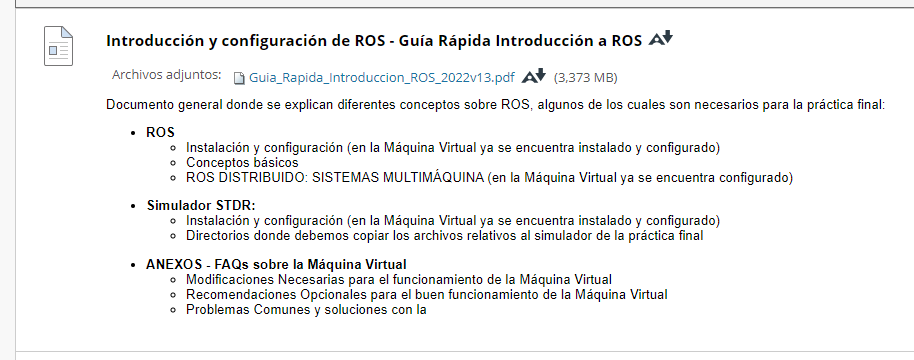 Introducción y configuración de ROS - Guía Rápida Introducción a ROS
Archivos adjuntos: Guia_Rapida_Introduccion_ROS_2022v13.pdf (3,373 MB)
Documento general donde se explican diferentes conceptos sobre ROS, algunos de los cuales son necesarios para la práctica final:
ROS
Instalación y configuración (en la Máquina Virtual ya se encuentra instalado y configurado)
Conceptos básicos
ROS DISTRIBUIDO: SISTEMAS MULTIMÁQUINA (en la Máquina Virtual ya se encuentra configurado)
Simulador STDR:
Instalación y configuración (en la Máquina Virtual ya se encuentra instalado y configurado)
Directorios donde debemos copiar los archivos relativos al simulador de la práctica final
ANEXOS - FAQs sobre la Máquina Virtual
Modificaciones Necesarias para el funcionamiento de la Máquina Virtual
Recomendaciones Opcionales para el buen funcionamiento de la Máquina Virtual
Problemas Comunes y soluciones con la